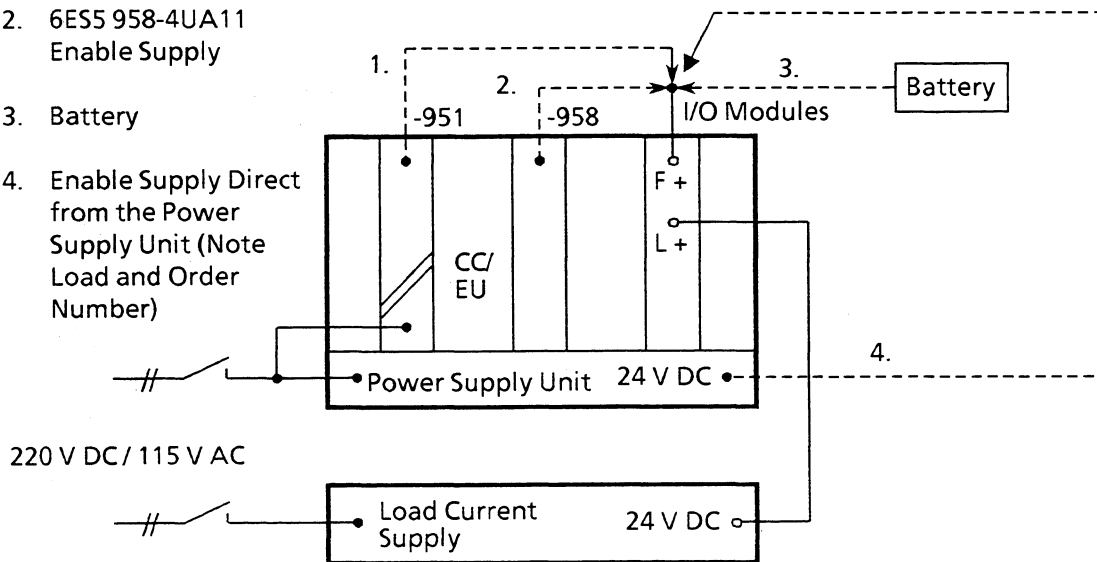 2. 6ES5 958-4UA11
Enable Supply
3. Battery
4. Enable Supply Direct
from the Power
Supply Unit (Note
Load and Order
Number)
1.
2.
3.
Battery
-951
-958
I/O Modules
F +
L +
CC/
EU
4.
Power Supply Unit
24 V DC
220 V DC / 115 V AC
Load Current
Supply
24 V DC